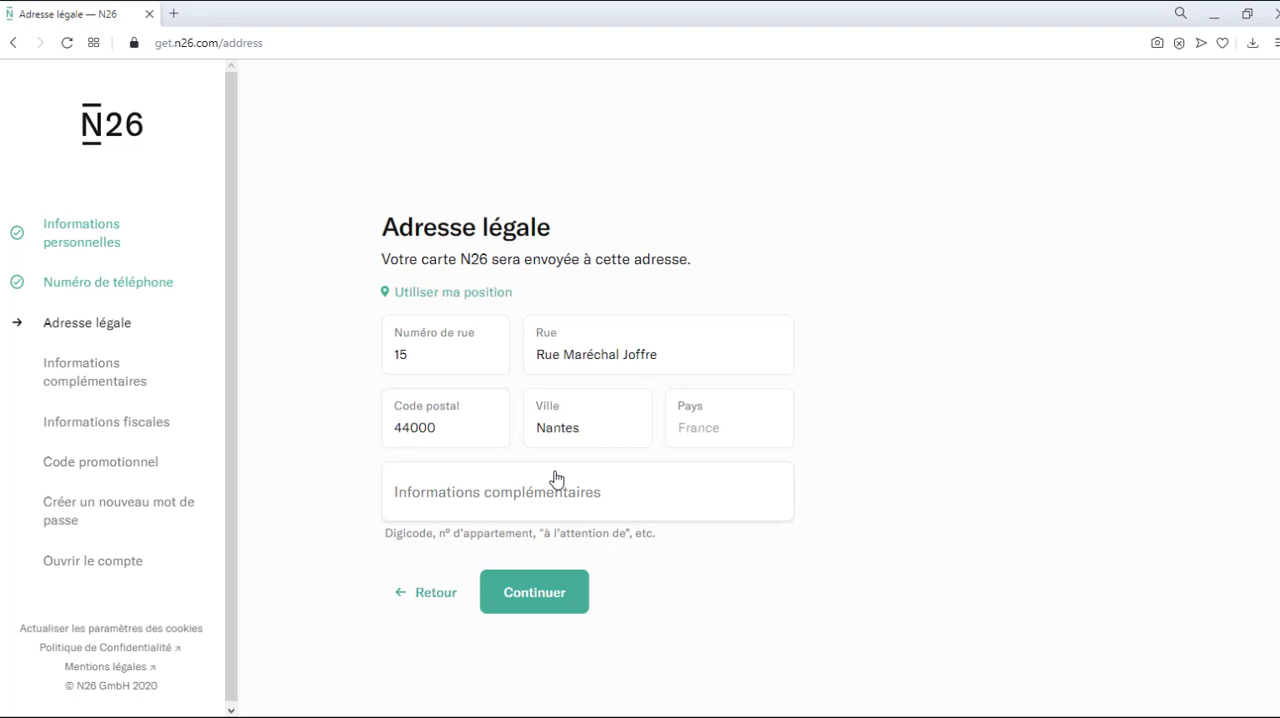 Adresse légale — N26
get.n26.com/address
N26
Informations
personnelles
Numéro de téléphone
Adresse légale
Informations
complémentaires
Informations fiscales
Code promotionnel
Créer un nouveau mot de
passe
Ouvrir le compte
Actualiser les paramètres des cookies
Politique de Confidentialité ↗
Mentions légales ↗
© N26 GmbH 2020
Adresse légale
Votre carte N26 sera envoyée à cette adresse.
Utiliser ma position
Numéro de rue
15
Rue
Rue Maréchal Joffre
Code postal
44000
Ville
Nantes
Pays
France
Informations complémentaires
Digicode, nº d'appartement, “à l'attention de”, etc.
← Retour
Continuer